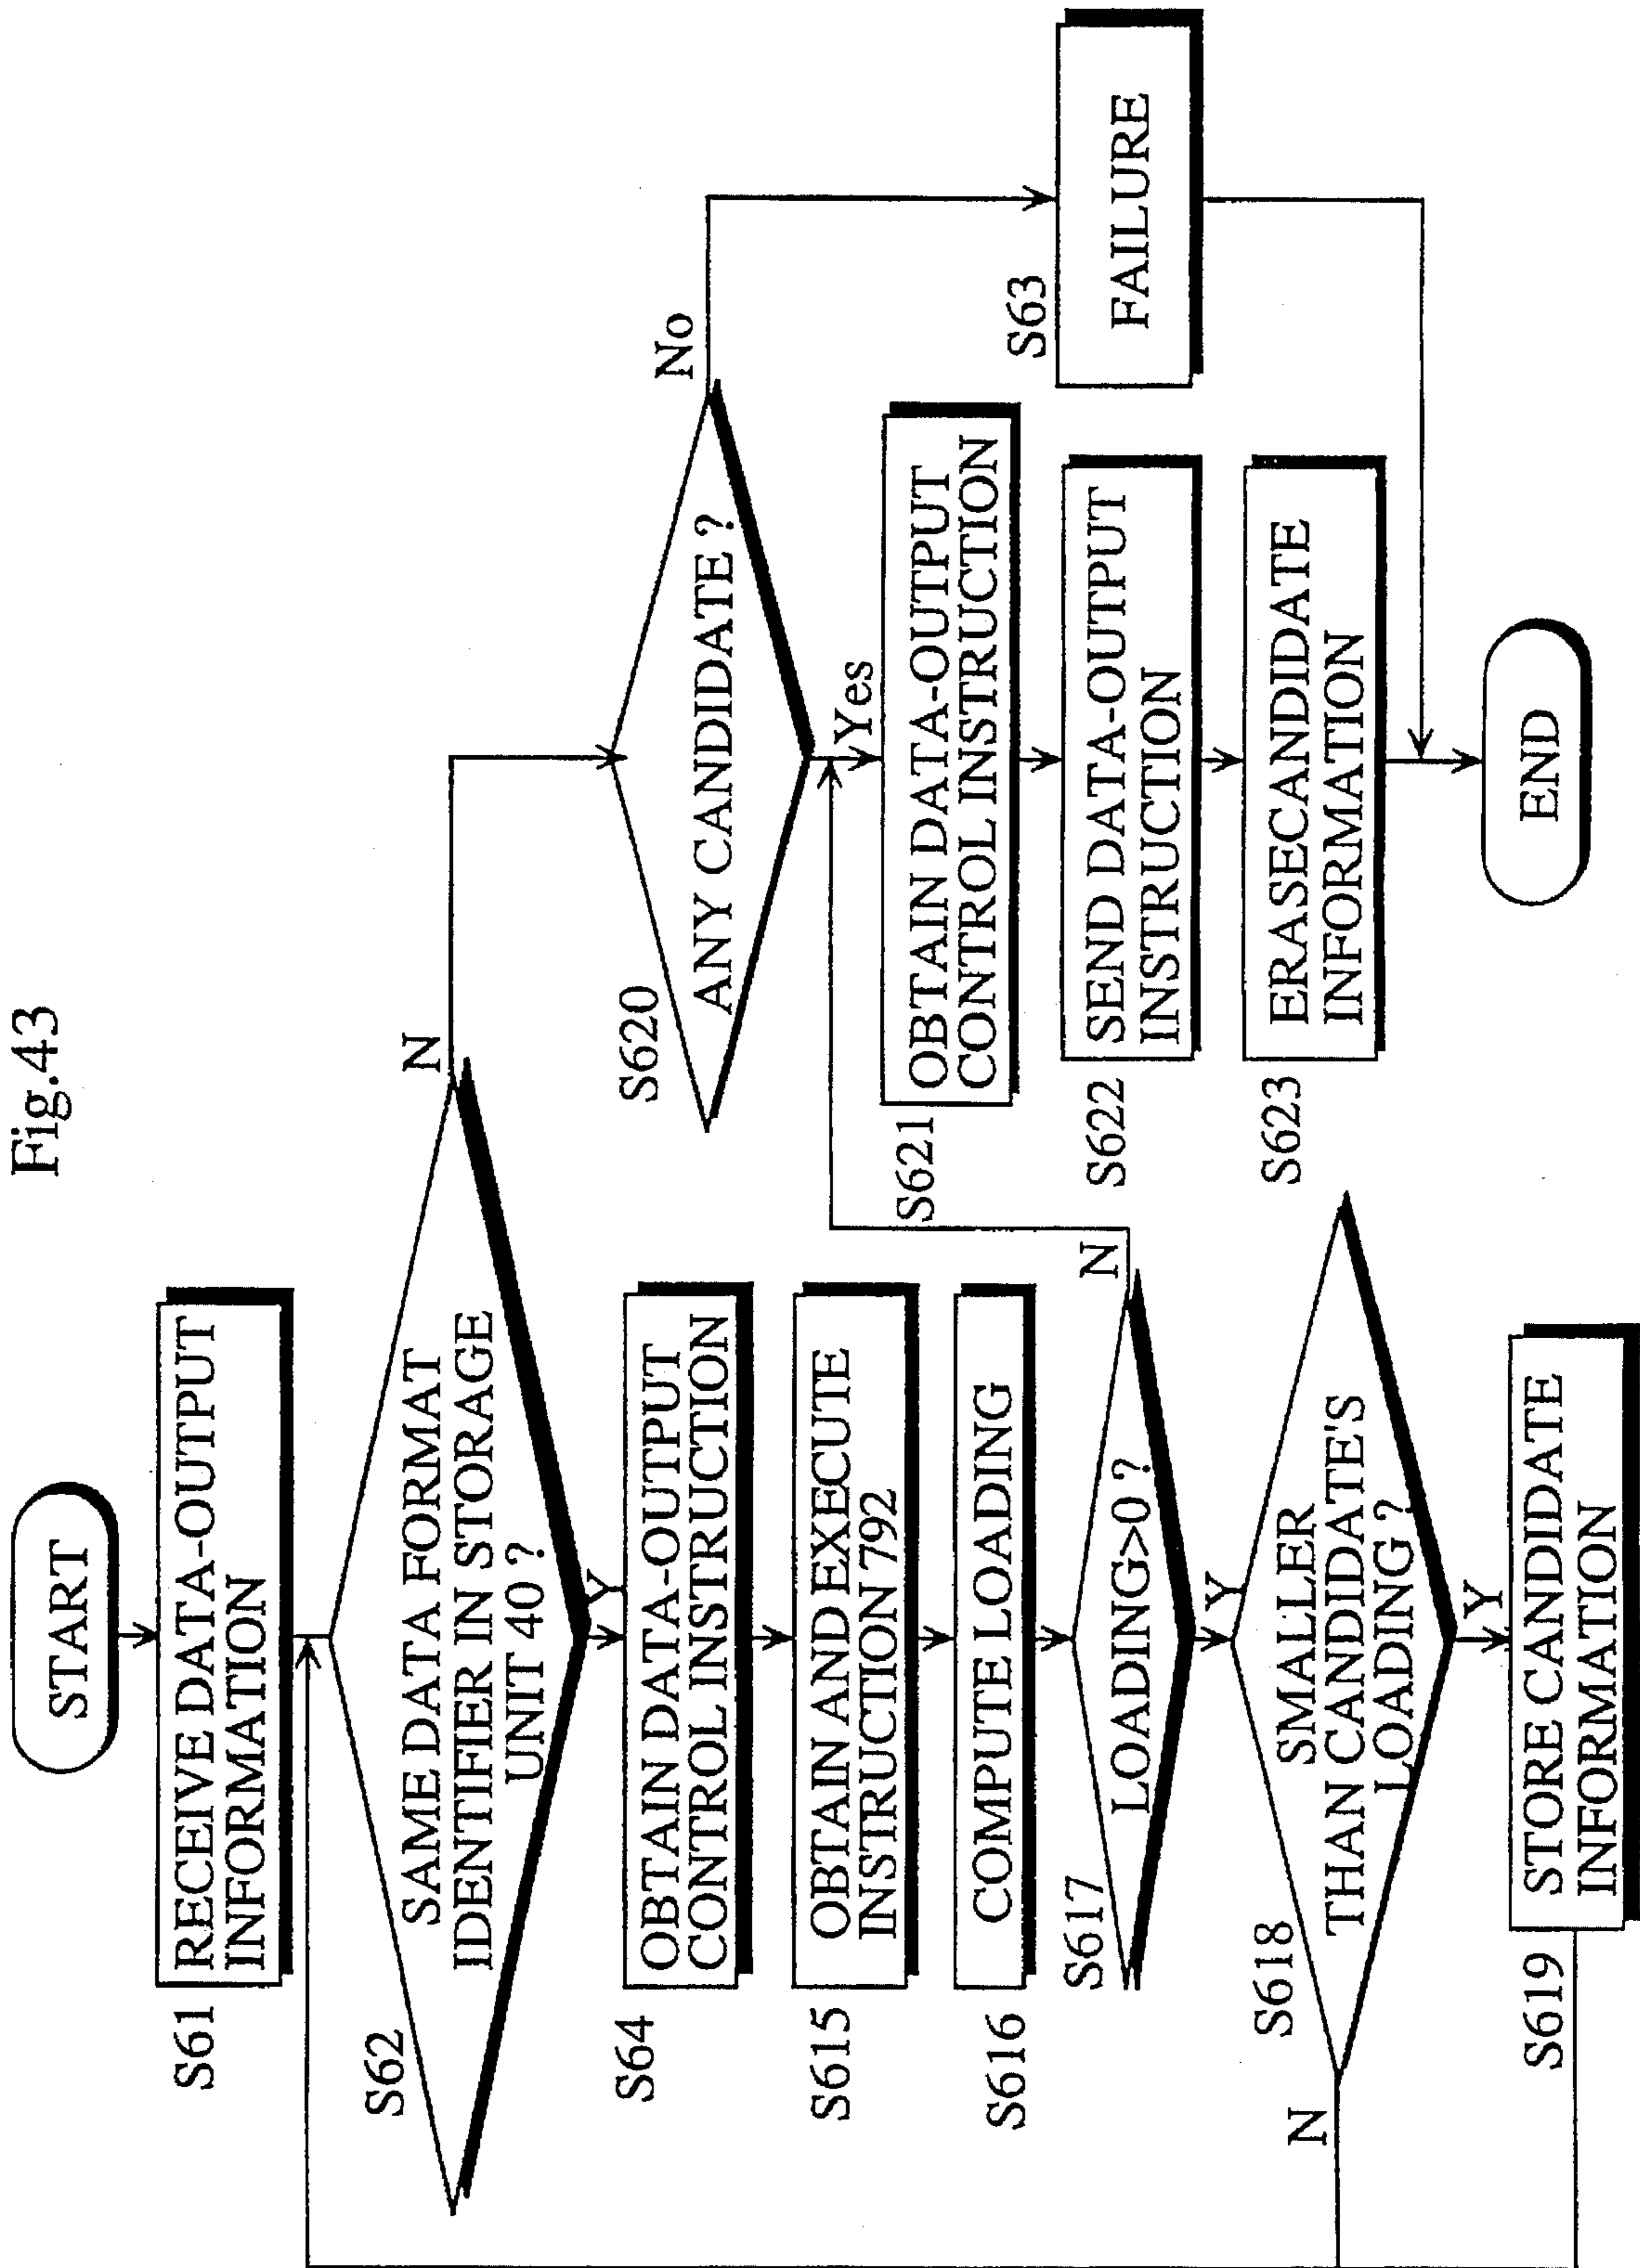 Fig.43
START
S61
RECEIVE DATA-OUTPUT
INFORMATION
S62
SAME DATA FORMAT
IDENTIFIER IN STORAGE
UNIT 40 ?
N
Y
S64
OBTAIN DATA-OUTPUT
CONTROL INSTRUCTION
S615
OBTAIN AND EXECUTE
INSTRUCTION 792
S616
COMPUTE LOADING
S617
LOADING>0 ?
N
Y
S618
SMALLER
THAN CANDIDATE'S
LOADING ?
N
Y
S619
STORE CANDIDATE
INFORMATION
S620
ANY CANDIDATE ?
No
Yes
S621
OBTAIN DATA-OUTPUT
CONTROL INSTRUCTION
S622
SEND DATA-OUTPUT
INSTRUCTION
S623
ERASECANDIDATE
INFORMATION
S63
FAILURE
END